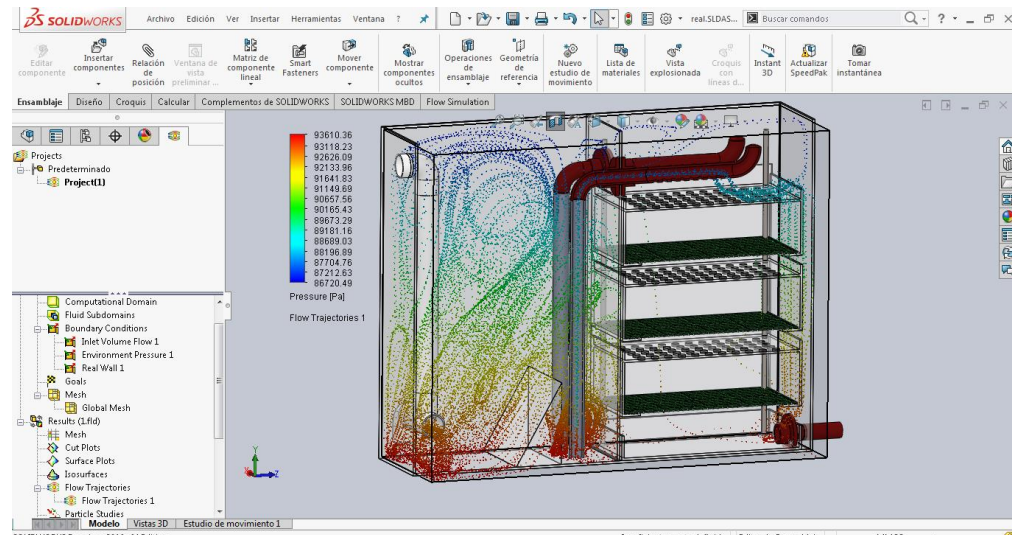 SOLIDWORKS
Archivo Edición Ver Insertar Herramientas Ventana ?
real.SLDAS...
Buscar comandos
Editar componente
Insertar componentes
Relación de posición
Ventana de vista preliminar ...
Matriz de componente lineal
Smart Fasteners
Mover componente
Mostrar componentes ocultos
Operaciones de ensamblaje
Geometría de referencia
Nuevo estudio de movimiento
Lista de materiales
Vista explosionada
Croquis con líneas d...
Instant 3D
Actualizar SpeedPak
Tomar instantánea
Ensamblaje Diseño Croquis Calcular Complementos de SOLIDWORKS SOLIDWORKS MBD Flow Simulation
Projects
Predeterminado
Project(1)
93610.36
93118.23
92626.09
92133.96
91641.83
91149.69
90657.56
90165.43
89673.29
89181.16
88689.03
88196.89
87704.76
87212.63
86720.49
Pressure [Pa]
Flow Trajectories 1
Computational Domain
Fluid Subdomains
Boundary Conditions
Inlet Volume Flow 1
Environment Pressure 1
Real Wall 1
Goals
Mesh
Global Mesh
Results (1.fld)
Mesh
Cut Plots
Surface Plots
Isosurfaces
Flow Trajectories
Flow Trajectories 1
Particle Studies
Y
Z
Modelo Vistas 3D Estudio de movimiento 1